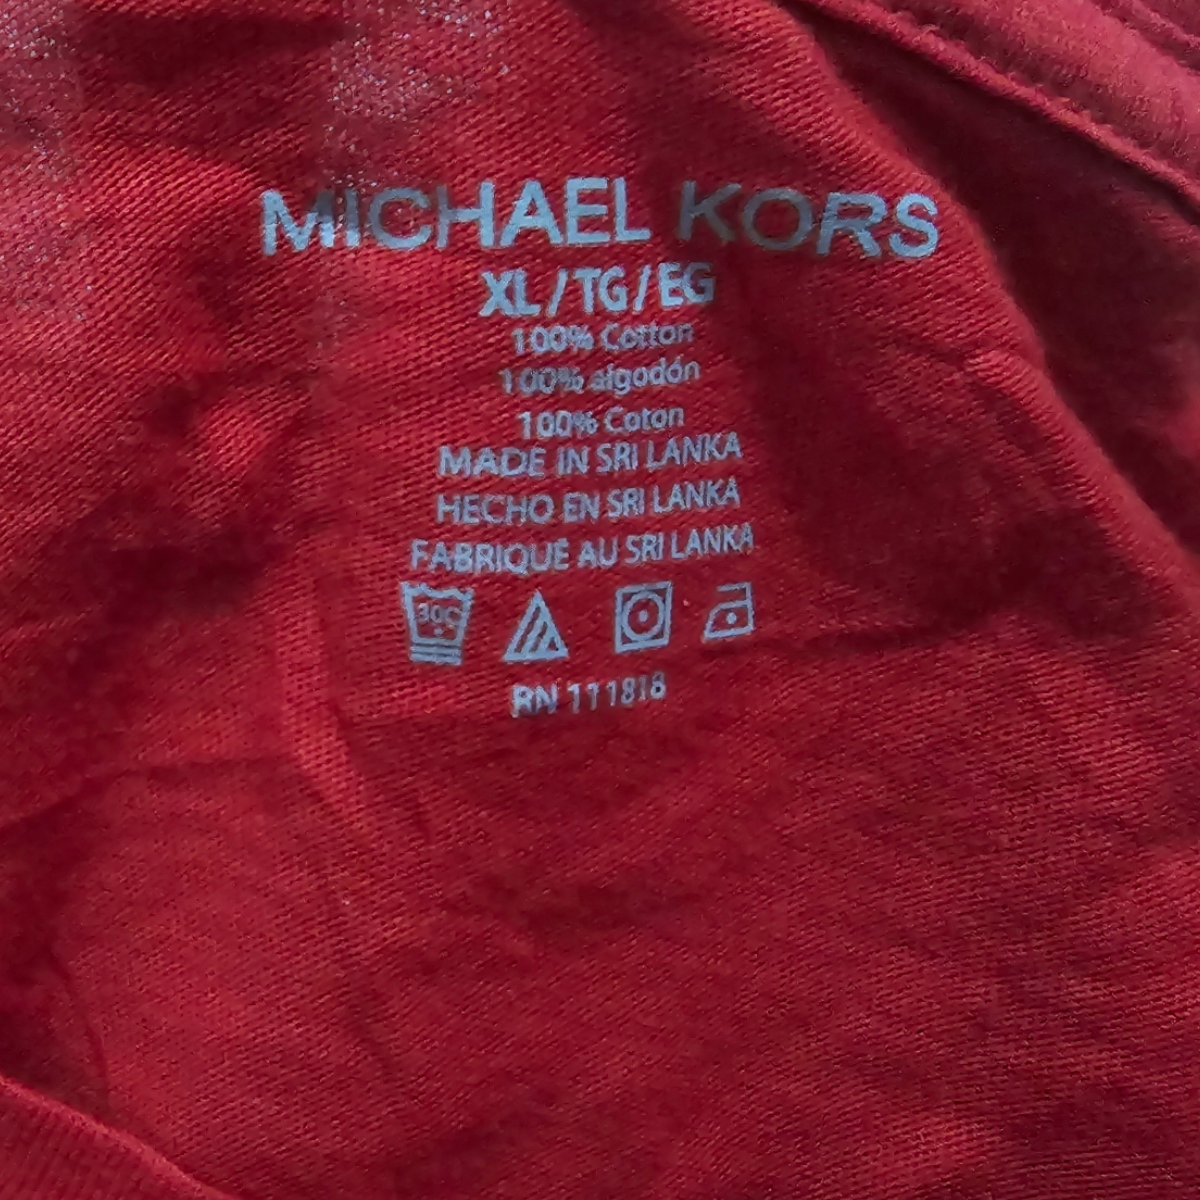 MICHAEL KORS
XL/TG/EG
100% Cotton
100% algodón
100% Coton
MADE IN SRI LANKA
HECHO EN SRI LANKA
FABRIQUÉ AU SRI LANKA
30C
RN 111818